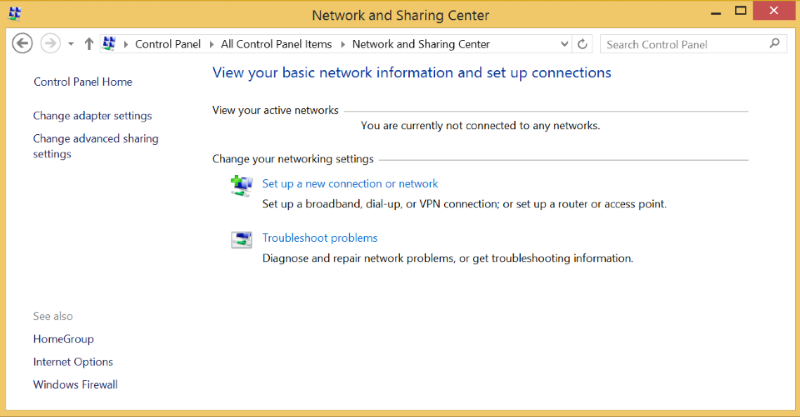 Network and Sharing Center
Control Panel Al Control Panel Items Network and Sharing Center
Search Control Panel
Control Panel Home
Change adapter settings
Change advanced sharing
settings
See also
HomeGroup
Internet Options
Windows Firewall
View your basic network information and set up connections
View your active networks
You are currently not connected to any networks.
Change your networking settings
Set up a new connection or network
Set up a broadband, dial-up, or VPN connection; or set up a router or access point.
Troubleshoot problems
Diagnose and repair network problems, or get troubleshooting information.